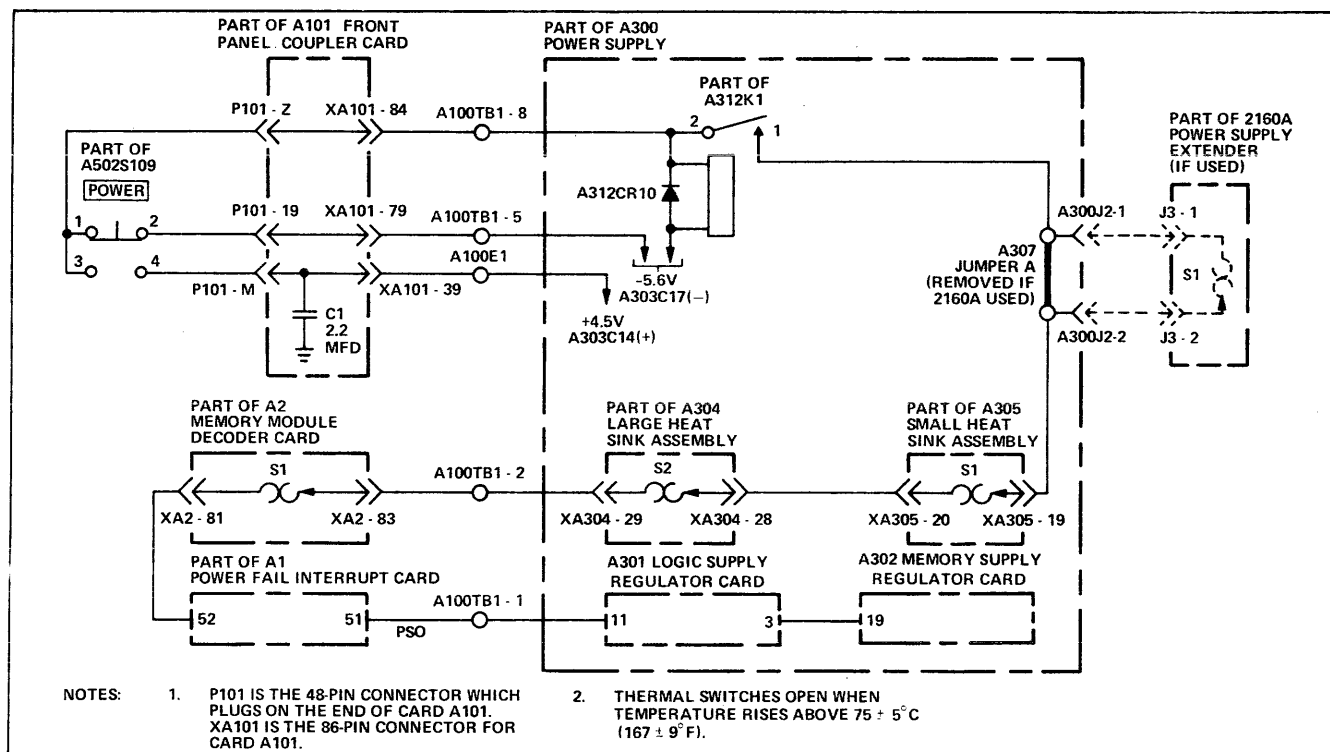 PART OF A101 FRONT
PANEL COUPLER CARD
PART OF A300
POWER SUPPLY
PART OF
A312K1
P101 - Z
XA101 - 84
A100TB1 - 8
2
1
PART OF 2160A
POWER SUPPLY
EXTENDER
(IF USED)
PART OF
A502S109
POWER
A312CR10
1
2
P101 - 19
XA101 - 79
A100TB1 - 5
A300J2-1
J3 - 1
A100E1
3
4
P101 - M
XA101 - 39
-5.6V
A303C17(-)
A307
JUMPER A
(REMOVED IF
2160A USED)
S1
C1
2.2
MFD
+4.5V
A303C14(+)
A300J2-2
J3 - 2
PART OF A2
MEMORY MODULE
DECODER CARD
PART OF A304
LARGE HEAT
SINK ASSEMBLY
PART OF A305
SMALL HEAT
SINK ASSEMBLY
S1
A100TB1 - 2
S2
S1
XA2 - 81
XA2 - 83
XA304 - 29
XA304 - 28
XA305 - 20
XA305 - 19
PART OF A1
POWER FAIL INTERRUPT CARD
A301 LOGIC SUPPLY
REGULATOR CARD
A302 MEMORY SUPPLY
REGULATOR CARD
52
51
PSO
A100TB1 - 1
11
3
19
NOTES:
1. P101 IS THE 48-PIN CONNECTOR WHICH
PLUGS ON THE END OF CARD A101.
XA101 IS THE 86-PIN CONNECTOR FOR
CARD A101.
2. THERMAL SWITCHES OPEN WHEN
TEMPERATURE RISES ABOVE 75 ± 5°C
(167 ± 9°F).